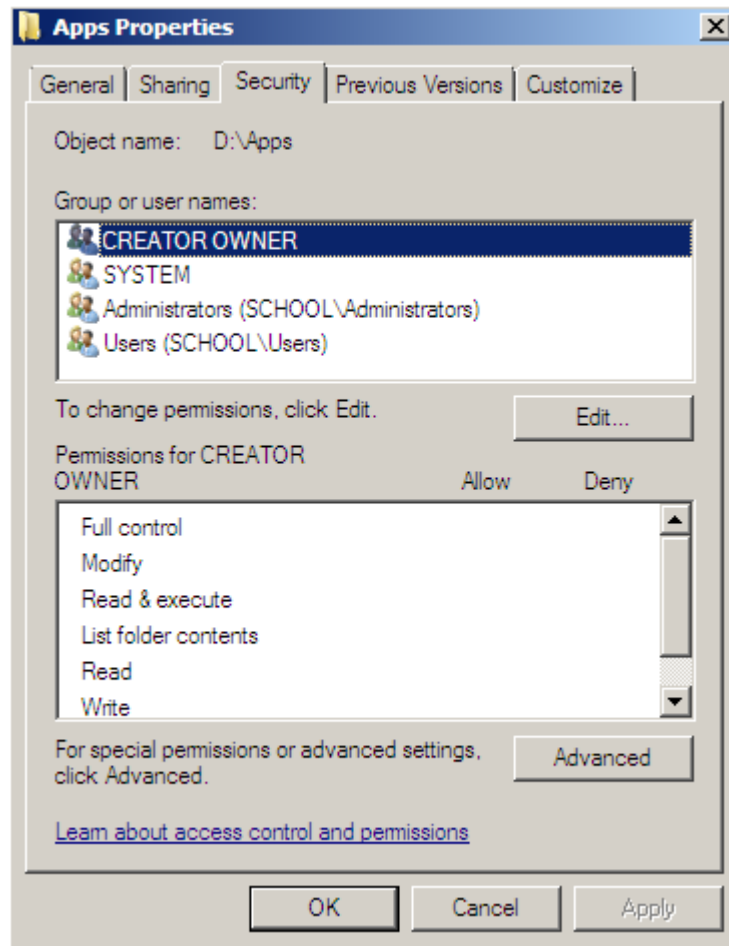 Apps Properties
General Sharing Security Previous Versions Customize
Object name: D:\Apps
Group or user names:
CREATOR OWNER
SYSTEM
Administrators (SCHOOL\Administrators)
Users (SCHOOL\Users)
To change permissions, click Edit.
Edit...
Permissions for CREATOR
OWNER Allow Deny
Full control
Modify
Read & execute
List folder contents
Read
Write
For special permissions or advanced settings,
click Advanced.
Advanced
Learn about access control and permissions
OK Cancel Apply